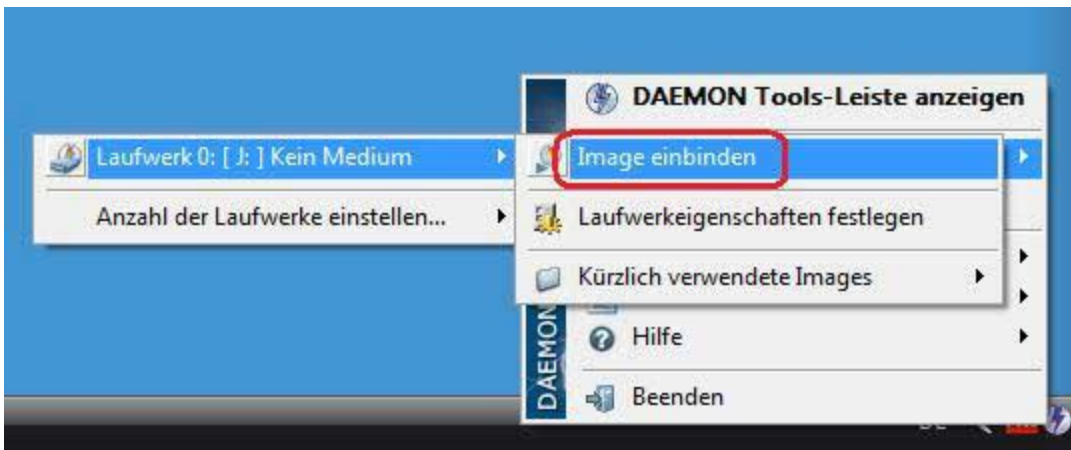 DAEMON Tools-Leiste anzeigen
Laufwerk 0: [ J: ] Kein Medium
Image einbinden
Anzahl der Laufwerke einstellen...
Laufwerkeigenschaften festlegen
Kürzlich verwendete Images
Hilfe
Beenden
DAEMON